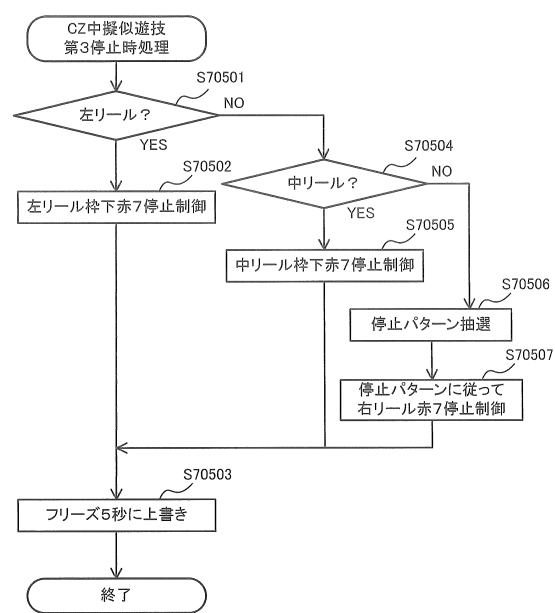 CZ中擬似遊技
第3停止時処理
S70501
左リール？
NO
YES
S70502
左リール枠下赤7停止制御
S70504
中リール？
NO
YES
S70505
中リール枠下赤7停止制御
S70506
停止パターン抽選
S70507
停止パターンに従って
右リール赤7停止制御
S70503
フリーズ5秒に上書き
終了